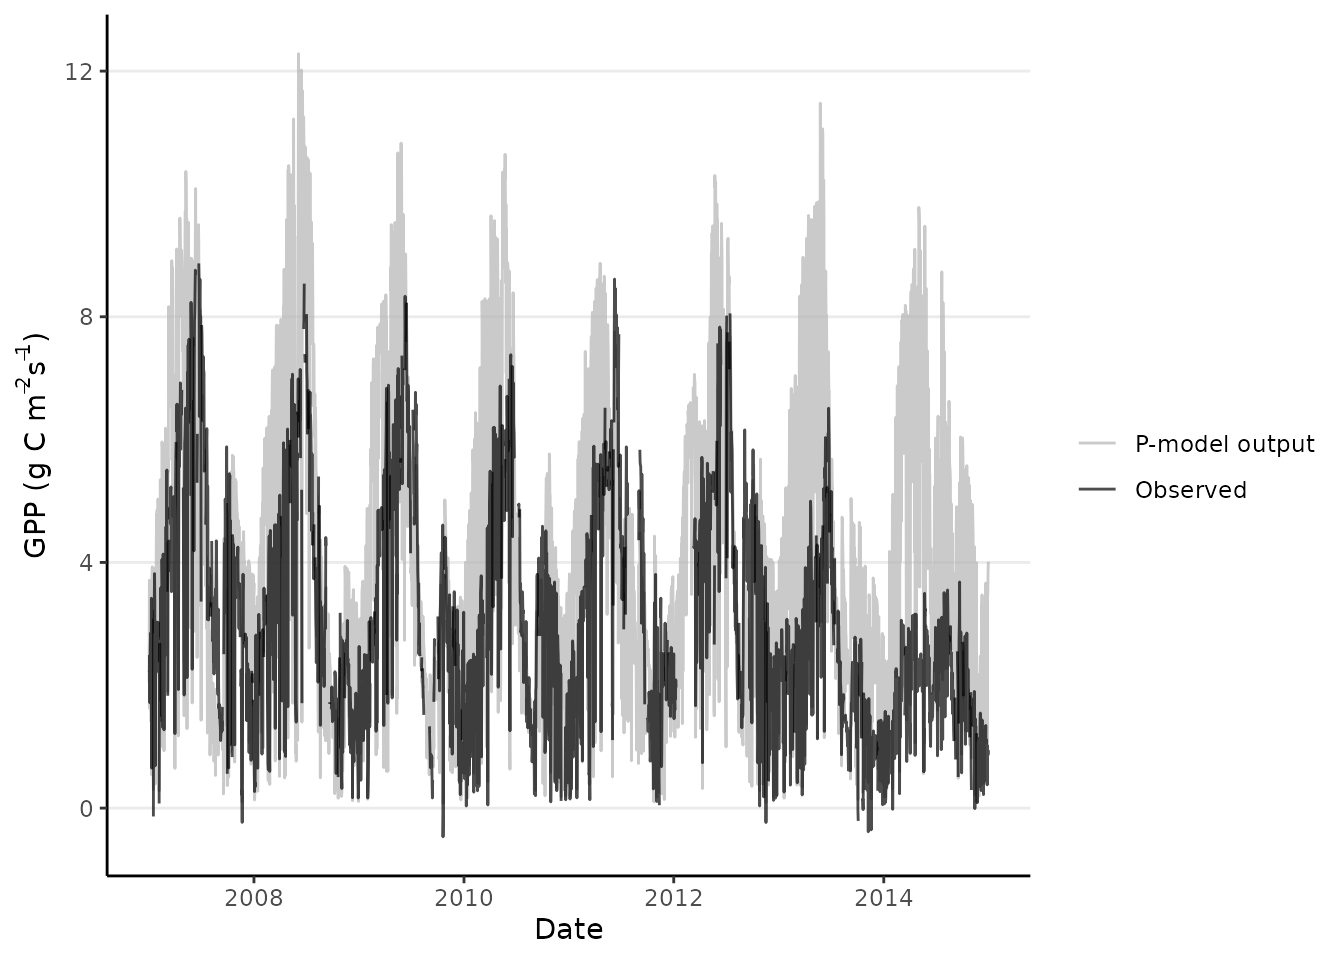 12
8
4
0
GPP (g C m⁻²s⁻¹)
2008 2010 2012 2014
Date
P-model output
Observed